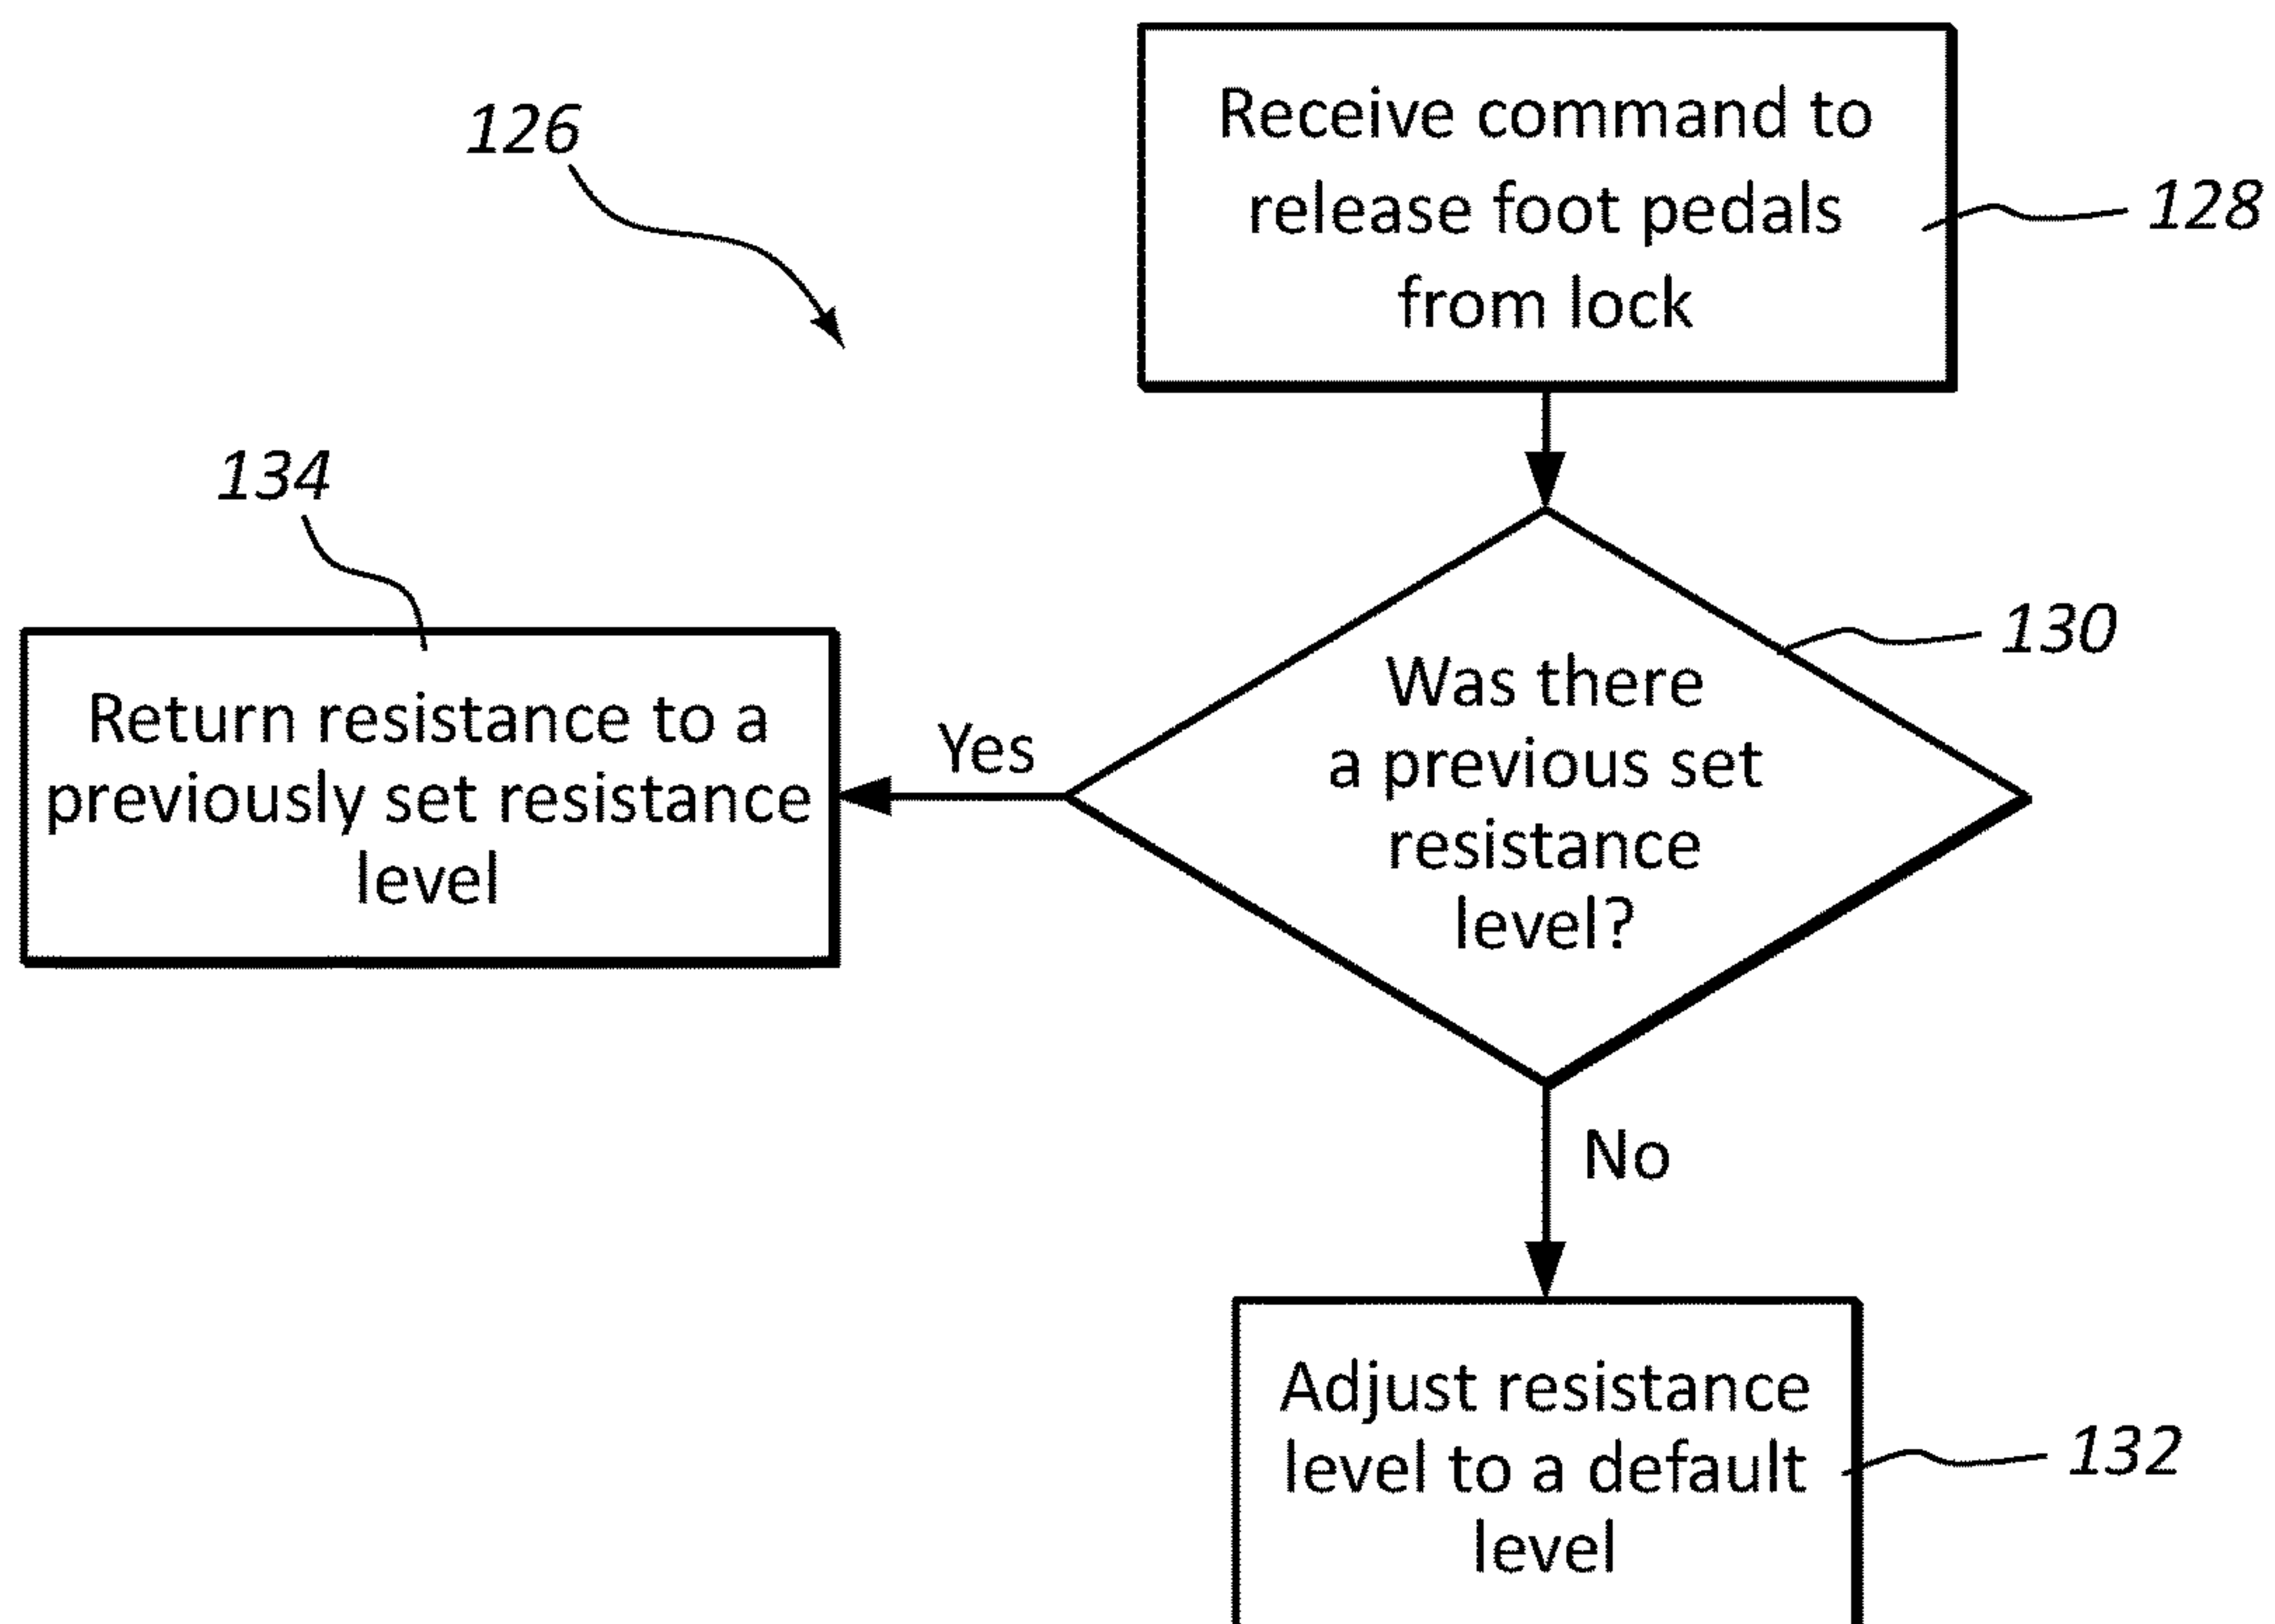 126
Receive command to
release foot pedals
from lock
128
134
130
Was there
a previous set
resistance
level?
Yes
Return resistance to a
previously set resistance
level
No
Adjust resistance
level to a default
level
132